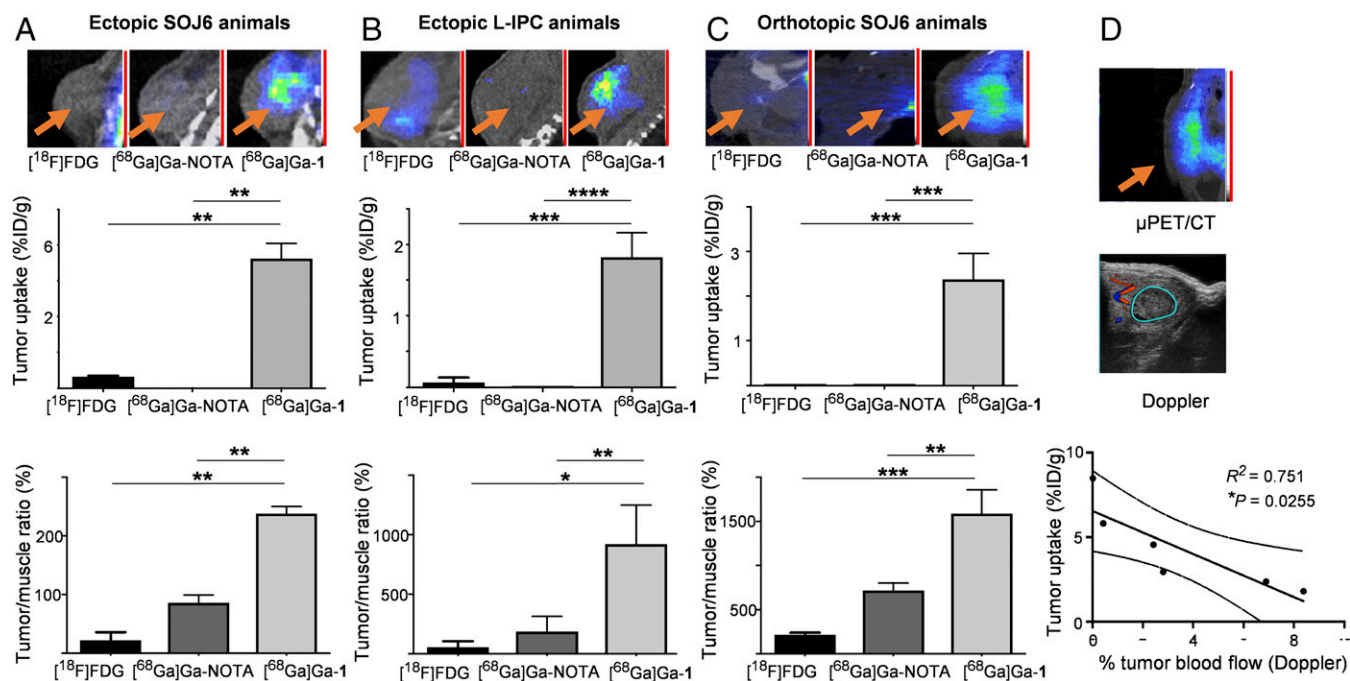 A
Ectopic SOJ6 animals
[¹⁸F]FDG [⁶⁸Ga]Ga-NOTA [⁶⁸Ga]Ga-1
**
**
Tumor uptake (%ID/g)
6
4
2
[¹⁸F]FDG [⁶⁸Ga]Ga-NOTA [⁶⁸Ga]Ga-1
**
**
Tumor/muscle ratio (%)
200
100
[¹⁸F]FDG [⁶⁸Ga]Ga-NOTA [⁶⁸Ga]Ga-1
B
Ectopic L-IPC animals
[¹⁸F]FDG [⁶⁸Ga]Ga-NOTA [⁶⁸Ga]Ga-1
****
***
Tumor uptake (%ID/g)
2
1
0
[¹⁸F]FDG [⁶⁸Ga]Ga-NOTA [⁶⁸Ga]Ga-1
**
*
Tumor/muscle ratio (%)
1000
500
[¹⁸F]FDG [⁶⁸Ga]Ga-NOTA [⁶⁸Ga]Ga-1
C
Orthotopic SOJ6 animals
[¹⁸F]FDG [⁶⁸Ga]Ga-NOTA [⁶⁸Ga]Ga-1
***
***
Tumor uptake (%ID/g)
3
2
1
[¹⁸F]FDG [⁶⁸Ga]Ga-NOTA [⁶⁸Ga]Ga-1
**
***
Tumor/muscle ratio (%)
1500
500
[¹⁸F]FDG [⁶⁸Ga]Ga-NOTA [⁶⁸Ga]Ga-1
D
µPET/CT
Doppler
R² = 0.751
*P = 0.0255
Tumor uptake (%ID/g)
10
5
0
0 4 4 8
% tumor blood flow (Doppler)